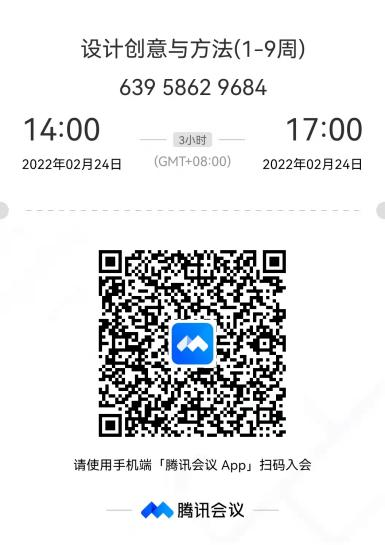 设计创意与方法(1-9周)
639 5862 9684
14:00 3小时 17:00
2022年02月24日 (GMT+08:00) 2022年02月24日
请使用手机端「腾讯会议 App」扫码入会
腾讯会议